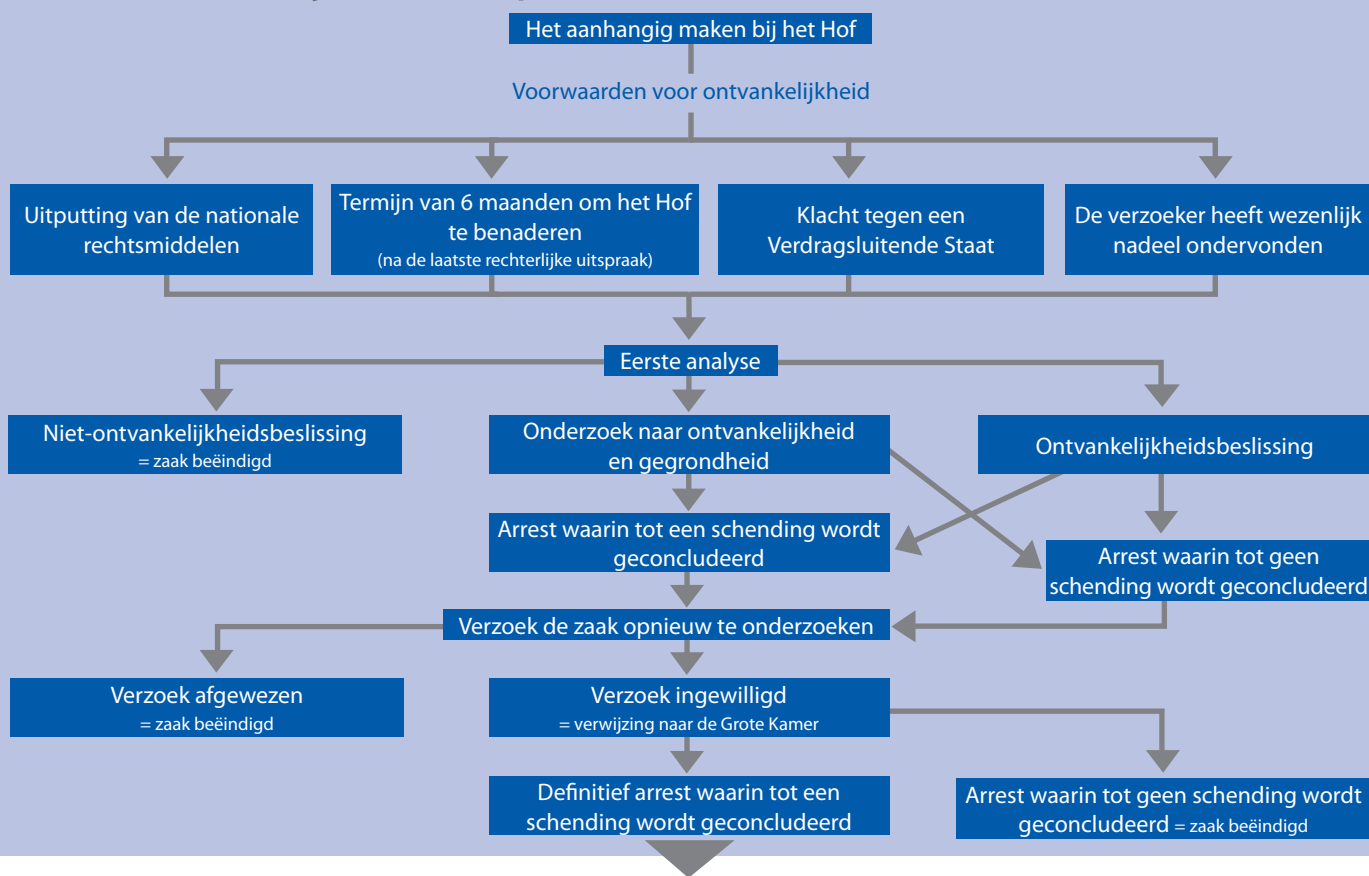 Het aanhangig maken bij het Hof
Voorwaarden voor ontvankelijkheid
Uitputting van de nationale
rechtsmiddelen
Termijn van 6 maanden om het Hof
te benaderen
(na de laatste rechterlijke uitspraak)
Klacht tegen een
Verdragsluitende Staat
De verzoeker heeft wezenlijk
nadeel ondervonden
Eerste analyse
Niet-ontvankelijkheidsbeslissing
= zaak beëindigd
Onderzoek naar ontvankelijkheid
en gegrondheid
Ontvankelijkheidsbeslissing
Arrest waarin tot een schending wordt
geconcludeerd
Arrest waarin tot geen
schending wordt geconcludeerd
Verzoek de zaak opnieuw te onderzoeken
Verzoek afgewezen
= zaak beëindigd
Verzoek ingewilligd
= verwijzing naar de Grote Kamer
Definitief arrest waarin tot een
schending wordt geconcludeerd
Arrest waarin tot geen schending wordt
geconcludeerd = zaak beëindigd